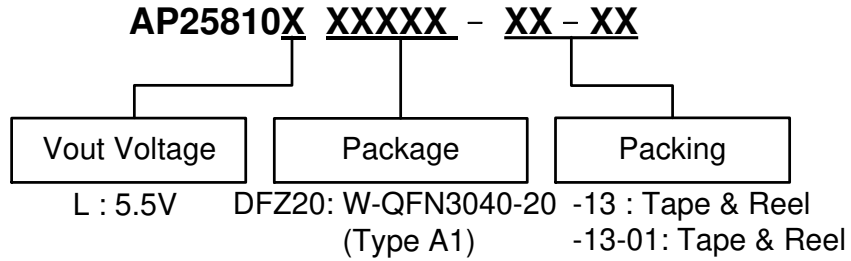 AP25810X XXXXX - XX - XX
Vout Voltage Package Packing
L : 5.5V DFZ20: W-QFN3040-20 -13 : Tape & Reel
(Type A1) -13-01: Tape & Reel